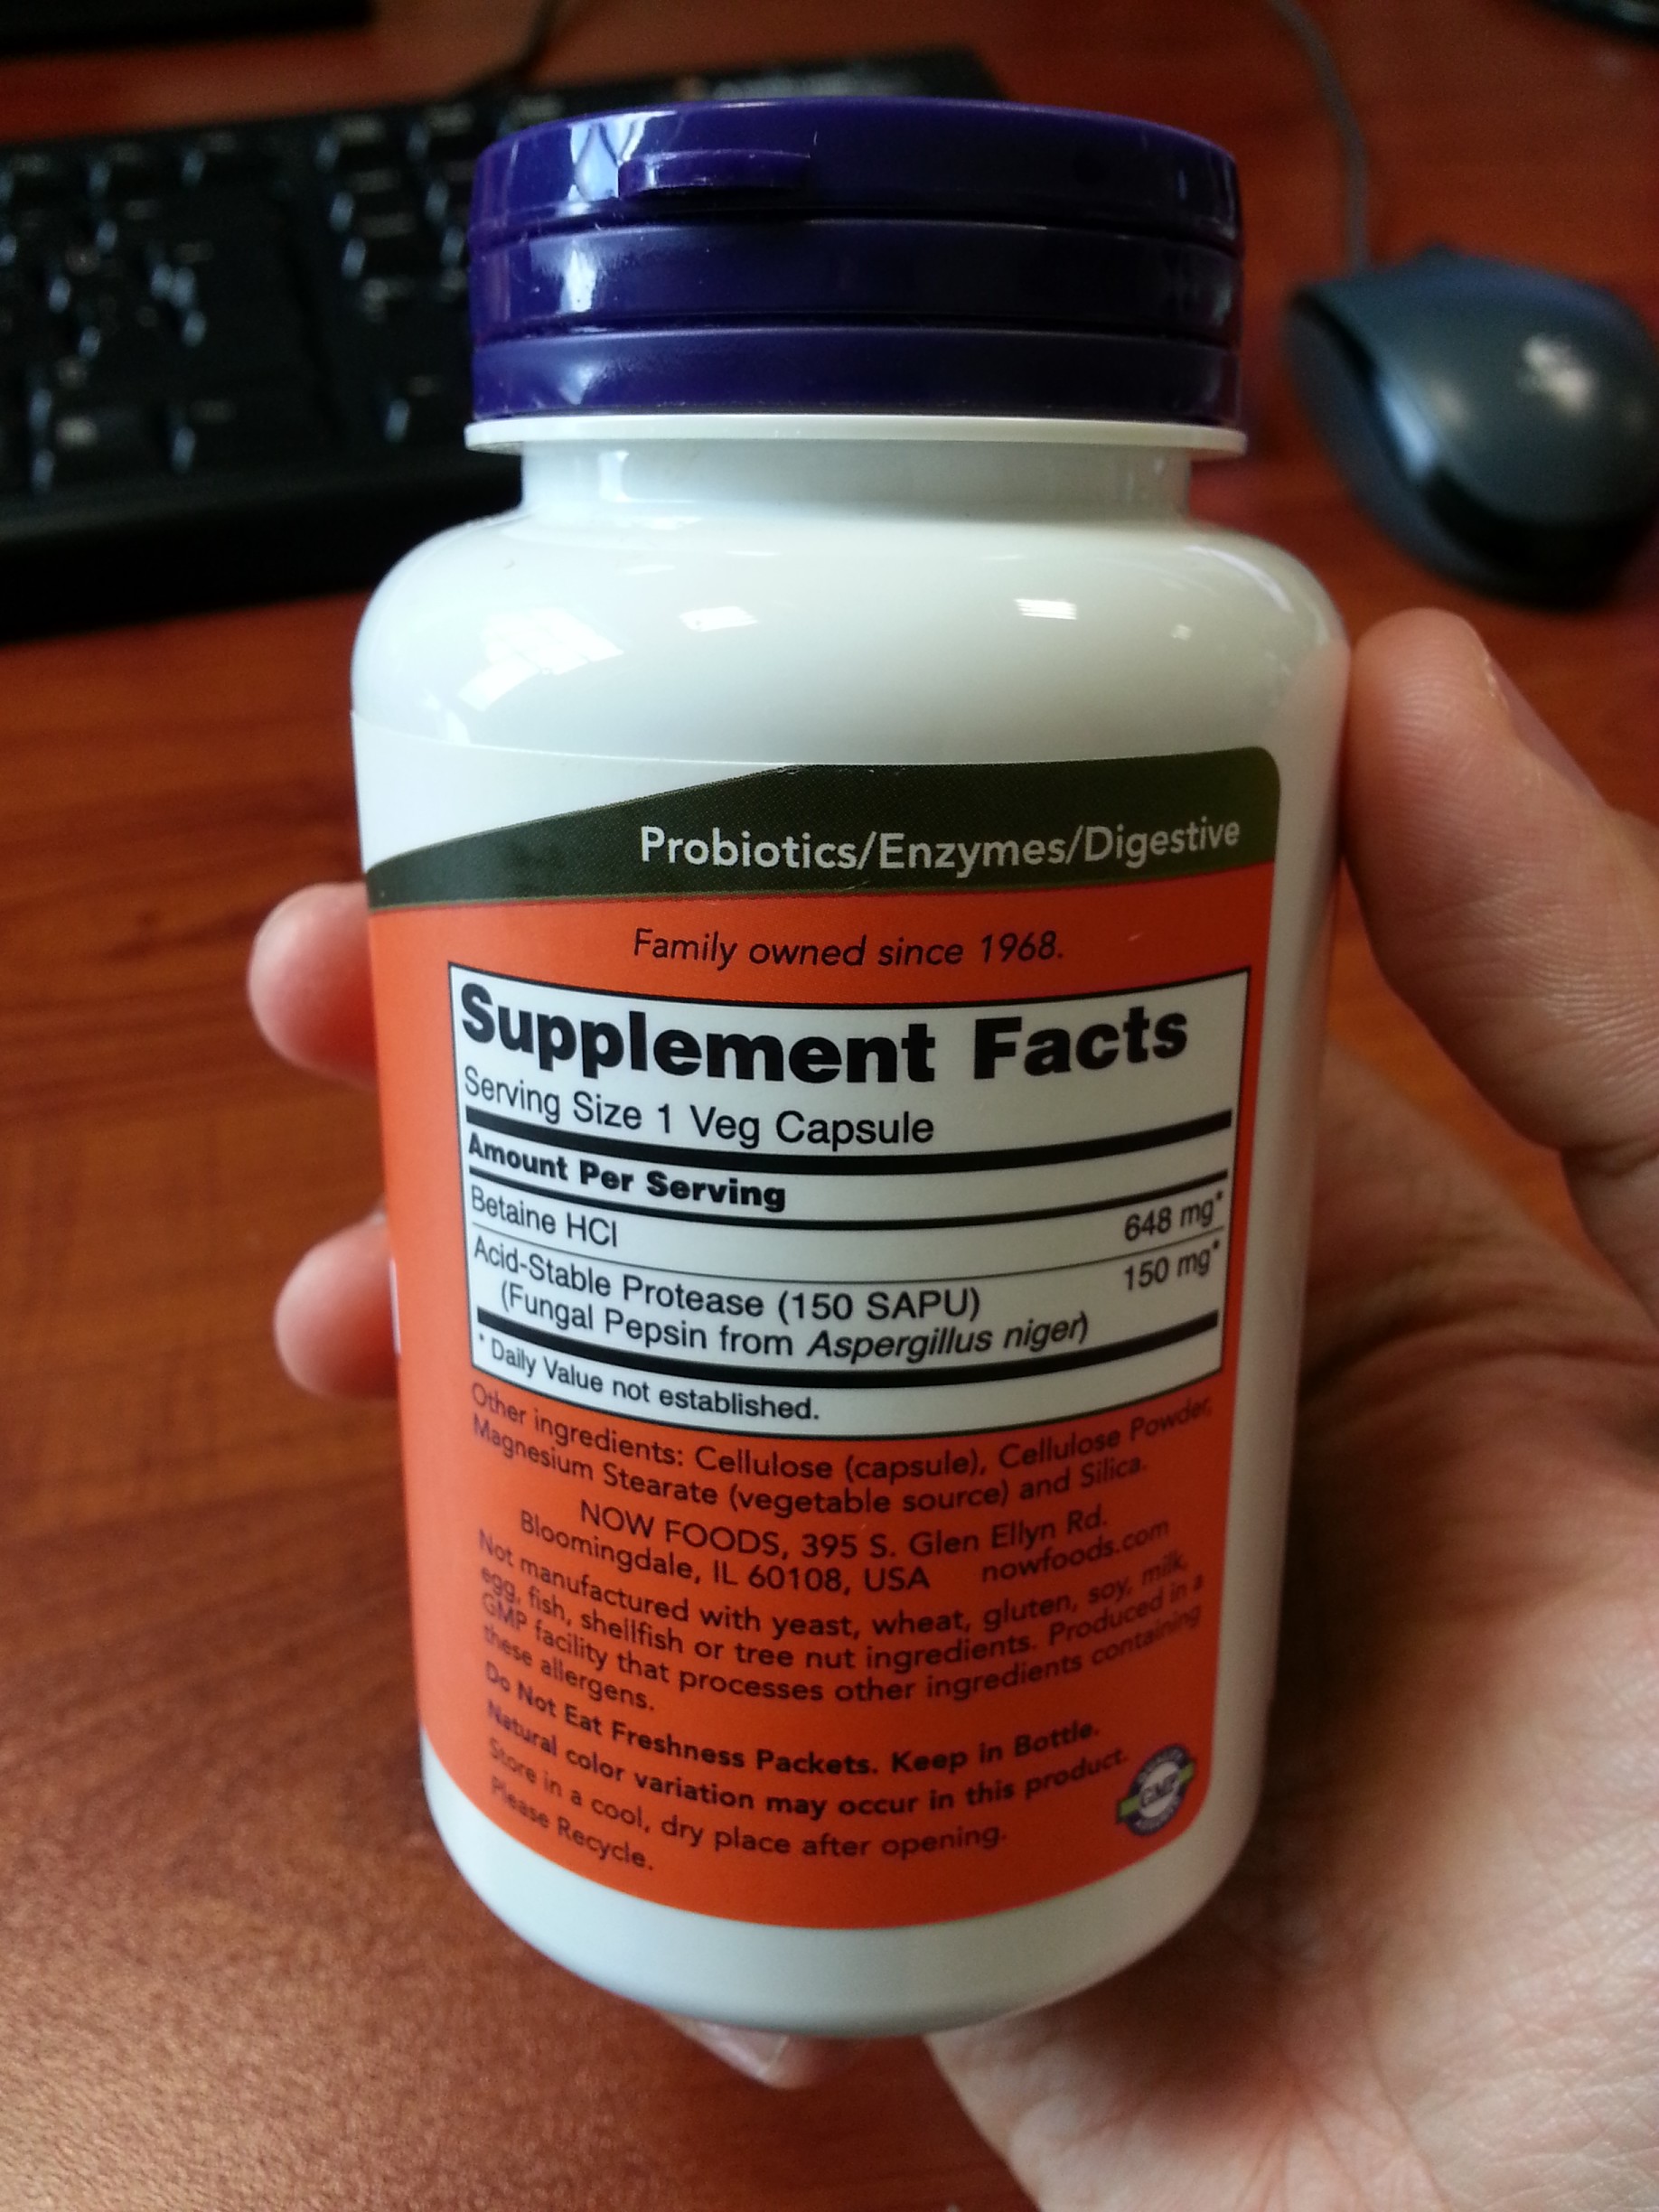 Probiotics/Enzymes/Digestive
Family owned since 1968.
Supplement Facts
Serving Size 1 Veg Capsule
Amount Per Serving
Betaine HCl 648 mg*
Acid-Stable Protease (150 SAPU) 150 mg*
(Fungal Pepsin from Aspergillus niger)
* Daily Value not established.
Other ingredients: Cellulose (capsule), Cellulose Powder,
Magnesium Stearate (vegetable source) and Silica.
NOW FOODS, 395 S. Glen Ellyn Rd.
Bloomingdale, IL 60108, USA nowfoods.com
Not manufactured with yeast, wheat, gluten, soy, milk,
egg, fish, shellfish or tree nut ingredients. Produced in a
GMP facility that processes other ingredients containing
these allergens.
Do Not Eat Freshness Packets. Keep in Bottle.
Natural color variation may occur in this product.
Store in a cool, dry place after opening.
Please Recycle.
GMP